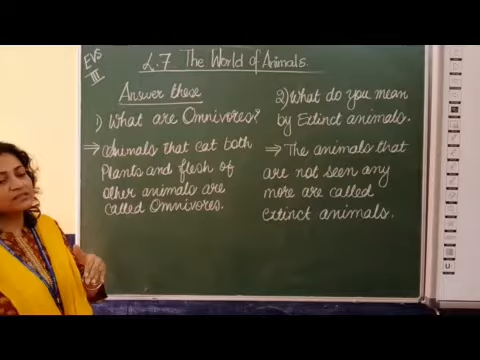 EVS
III
L.7 The World of Animals.
Answer these
1) What are Omnivores?
⇒ Animals that eat both
Plants and flesh of
other animals are
called Omnivores.
2) What do you mean
by Extinct animals.
⇒ The animals that
are not seen any
more are called
Extinct animals.